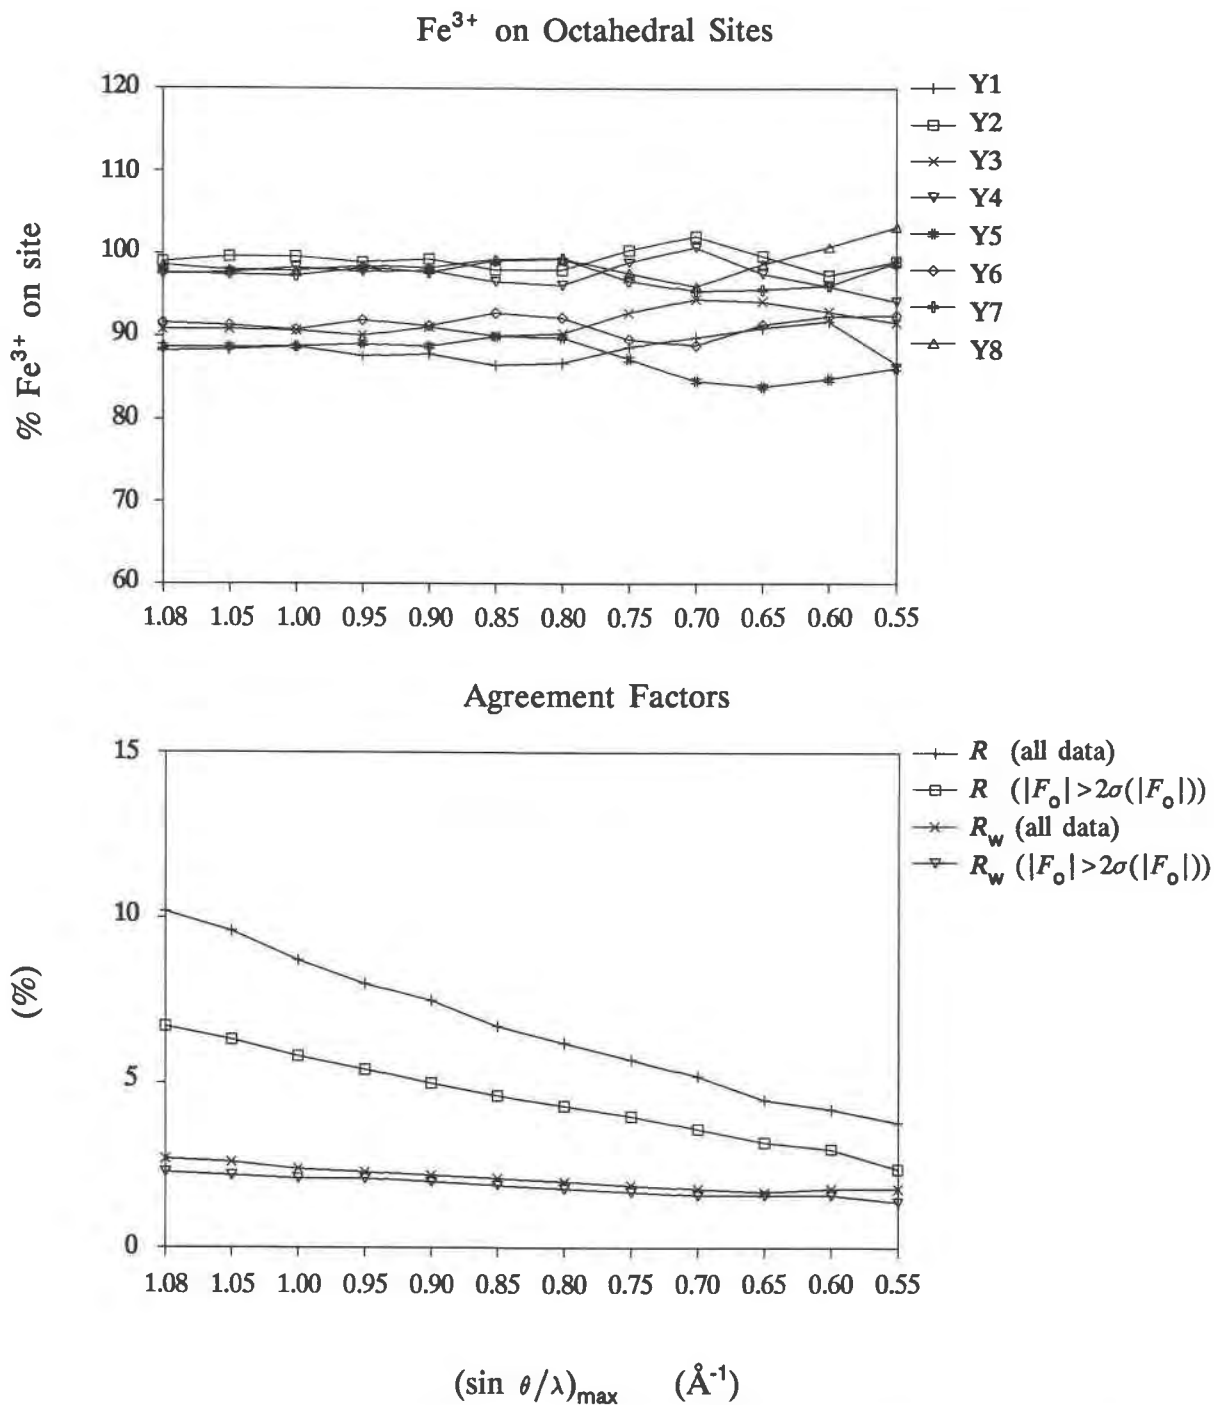 Fe³⁺ on Octahedral Sites
120
110
100
90
80
70
60
% Fe³⁺ on site
1.08 1.05 1.00 0.95 0.90 0.85 0.80 0.75 0.70 0.65 0.60 0.55
Y1
Y2
Y3
Y4
Y5
Y6
Y7
Y8
Agreement Factors
15
10
5
0
(%)
1.08 1.05 1.00 0.95 0.90 0.85 0.80 0.75 0.70 0.65 0.60 0.55
R (all data)
R (|Fₒ|>2σ(|Fₒ|))
R_w (all data)
R_w (|Fₒ|>2σ(|Fₒ|))
(sin θ/λ)max (Å⁻¹)